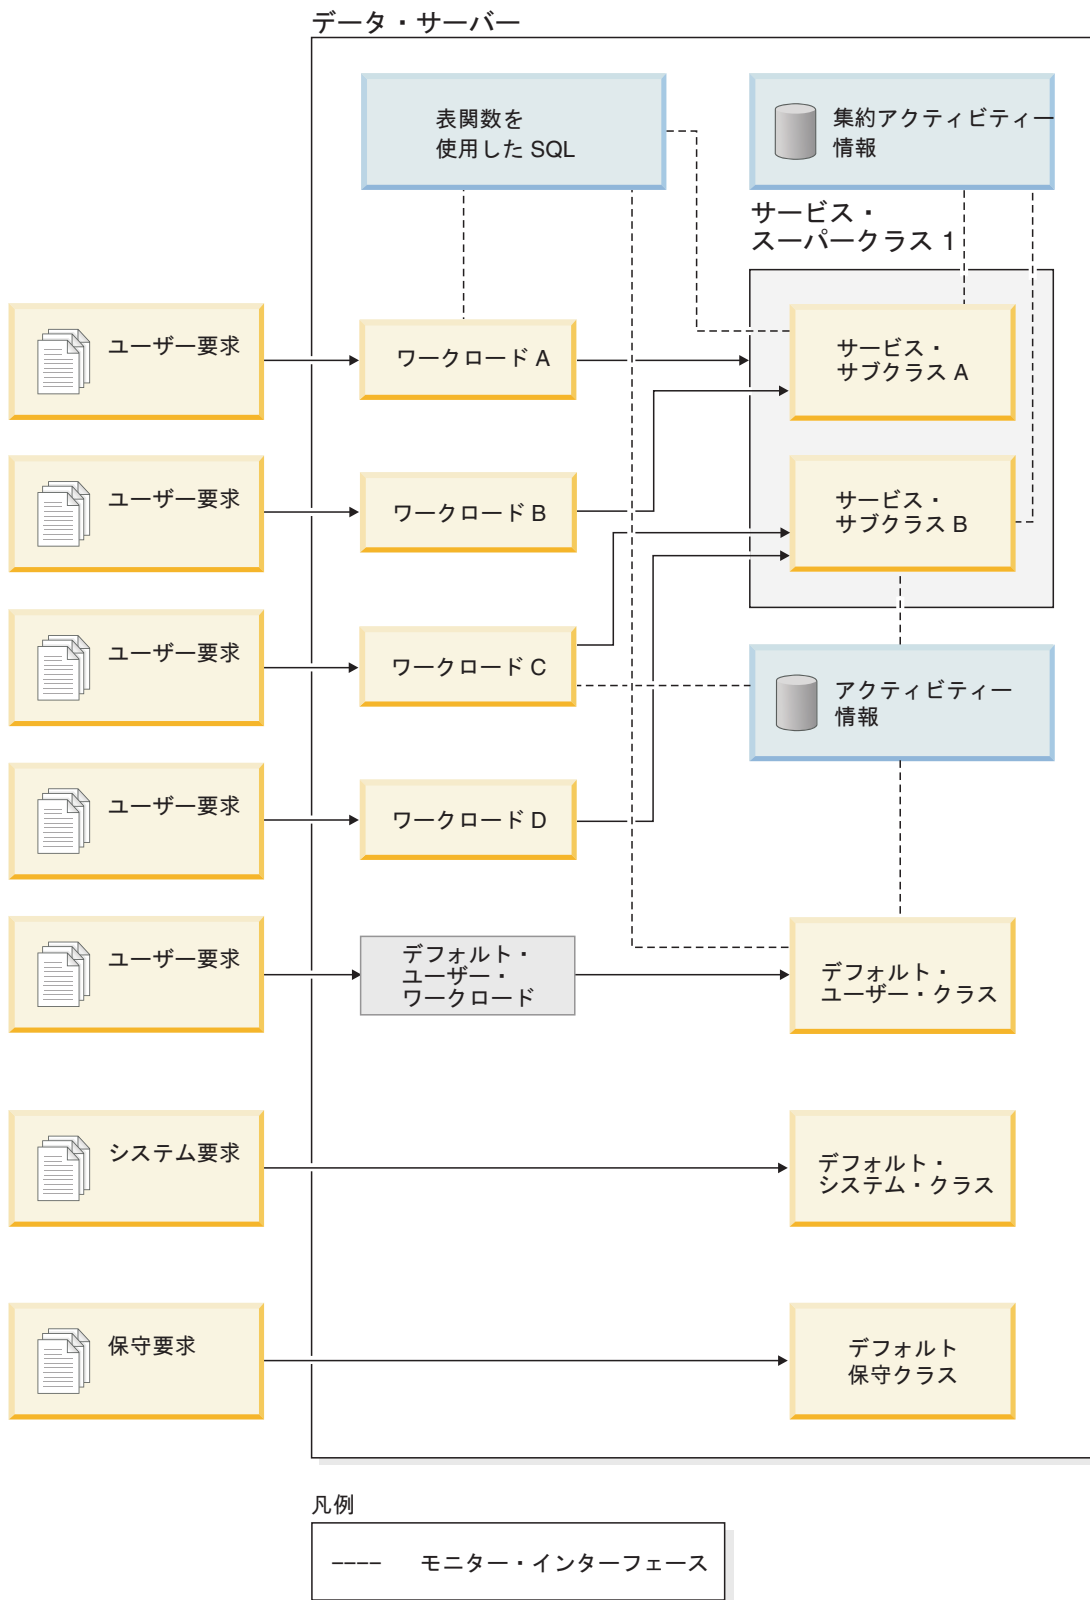 データ・サーバー
表関数を
使用した SQL
集約アクティビティー
情報
サービス・
スーパークラス 1
ユーザー要求
ワークロード A
サービス・
サブクラス A
ユーザー要求
ワークロード B
サービス・
サブクラス B
ユーザー要求
ワークロード C
アクティビティー
情報
ユーザー要求
ワークロード D
ユーザー要求
デフォルト・
ユーザー・
ワークロード
デフォルト・
ユーザー・クラス
システム要求
デフォルト・
システム・クラス
保守要求
デフォルト
保守クラス
凡例
---- モニター・インターフェース